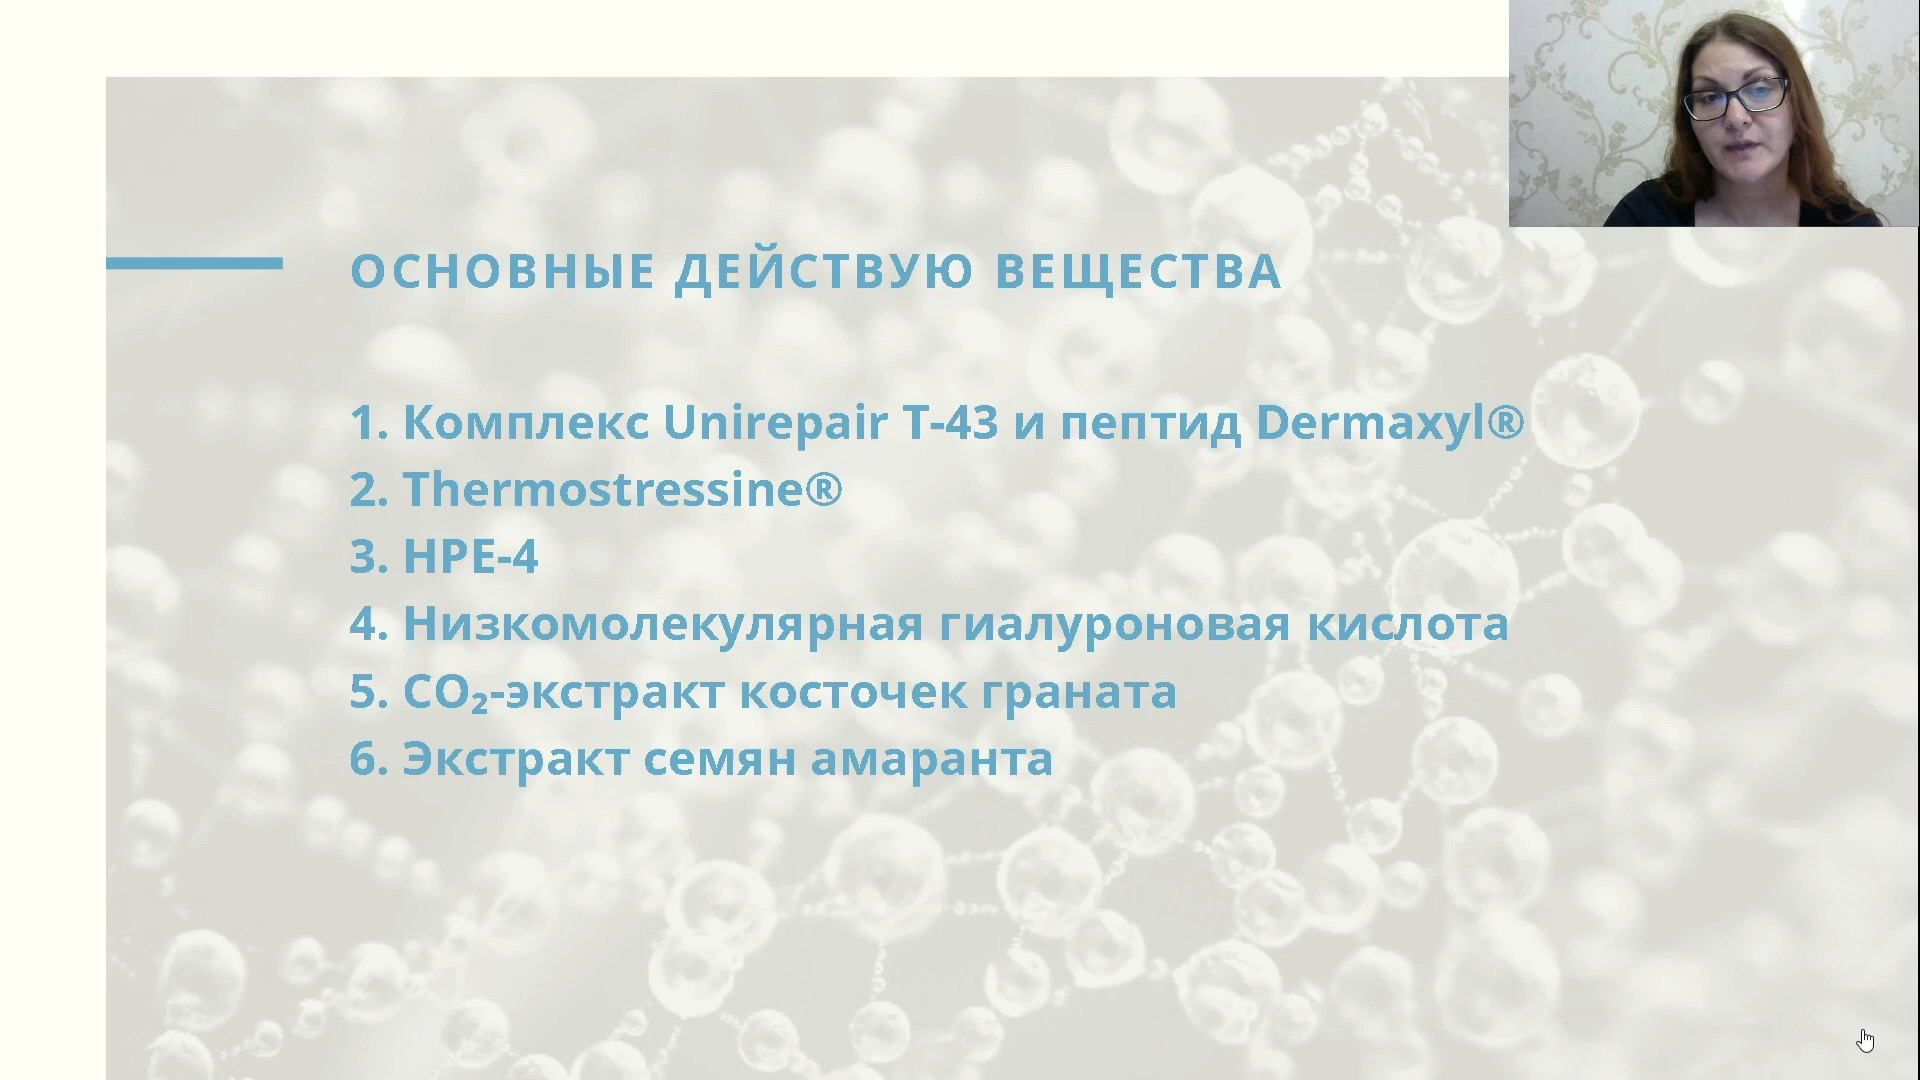 ОСНОВНЫЕ ДЕЙСТВУЮ ВЕЩЕСТВА
1. Комплекс Unirepair T-43 и пептид Dermaxyl®
2. Thermostressine®
3. HPE-4
4. Низкомолекулярная гиалуроновая кислота
5. CO₂-экстракт косточек граната
6. Экстракт семян амаранта